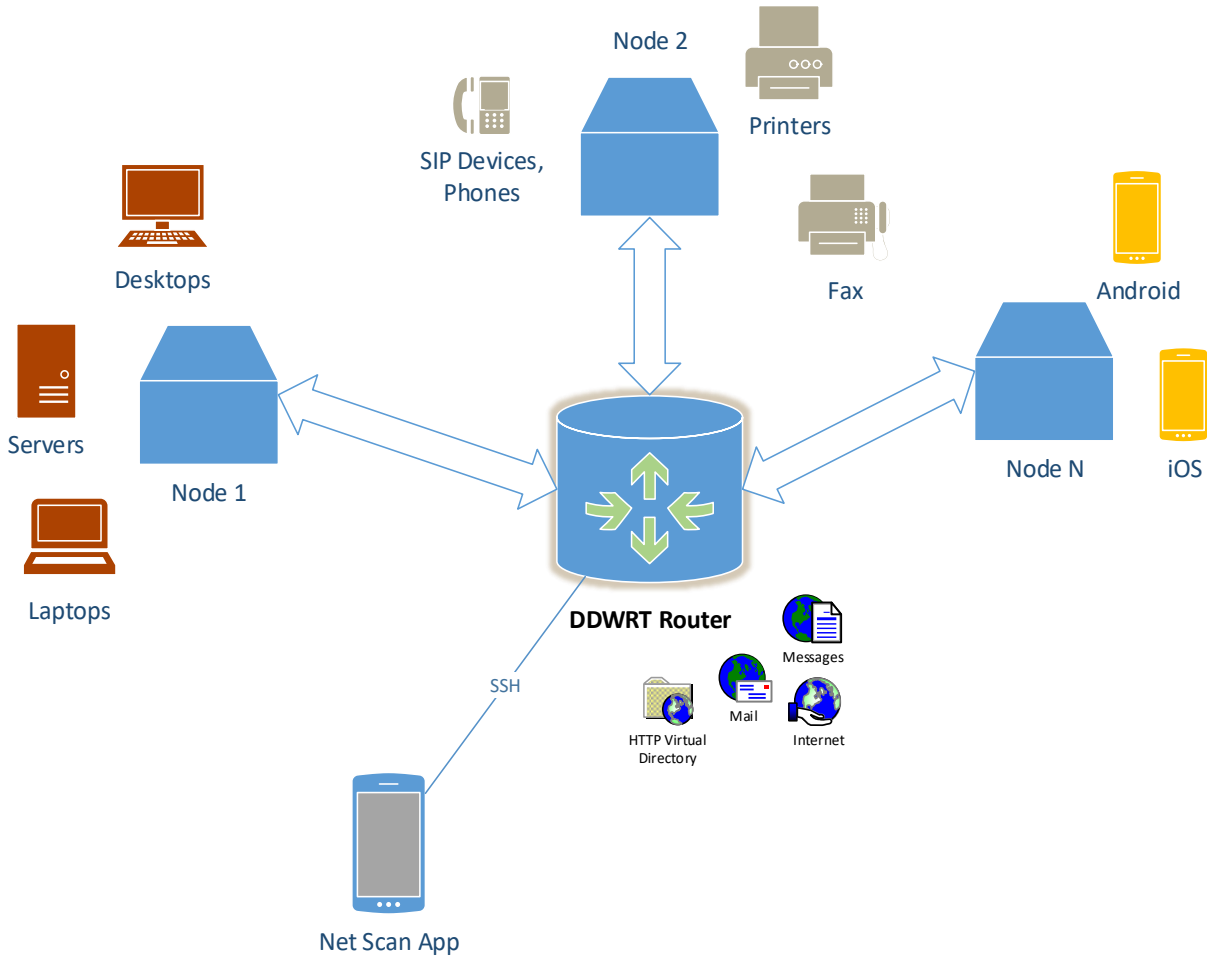 Node 2
Printers
SIP Devices,
Phones
Desktops
Fax
Android
Servers
Node 1
Node N
iOS
Laptops
DDWRT Router
Messages
SSH
Mail
HTTP Virtual
Directory
Internet
Net Scan App